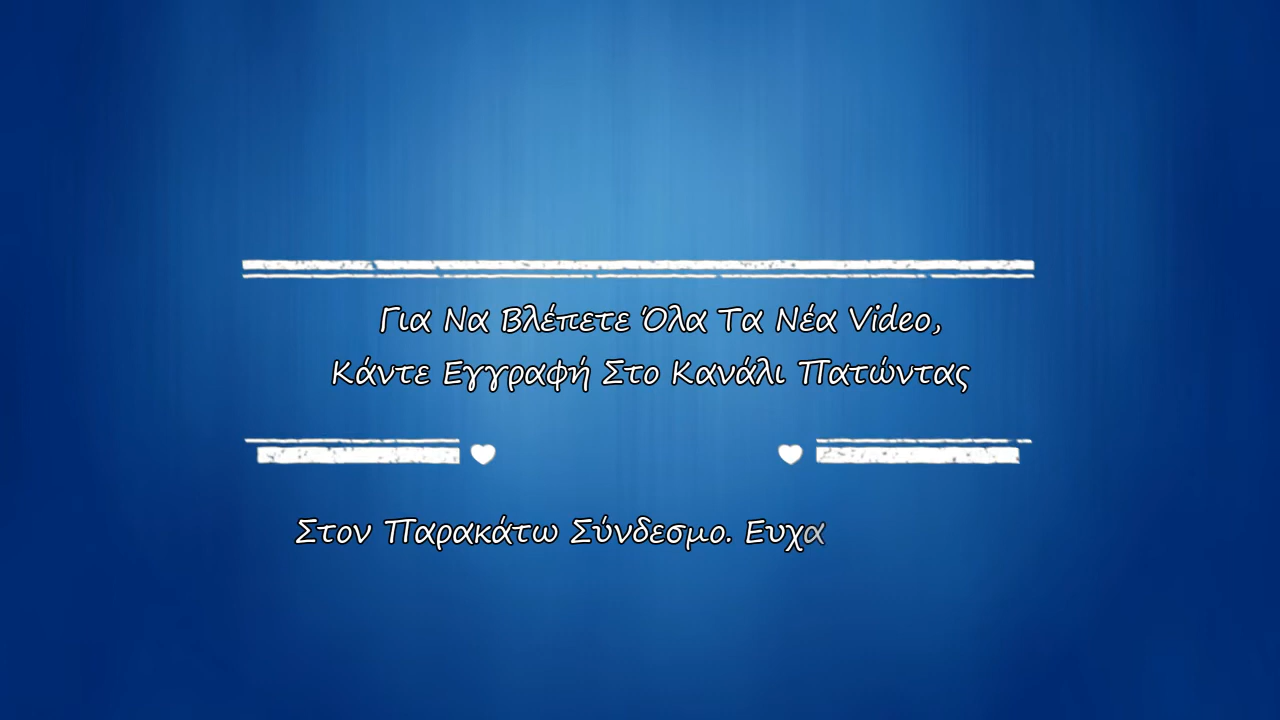 Για Να Βλέπετε Όλα Τα Νέα Video,
Κάντε Εγγραφή Στο Κανάλι Πατώντας
Στον Παρακάτω Σύνδεσμο. Ευχα